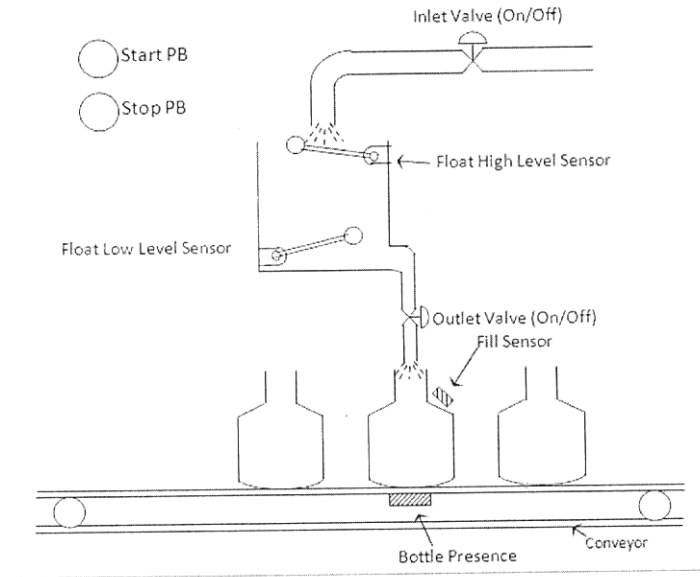 Inlet Valve (On/Off)
Start PB
Stop PB
Float High Level Sensor
Float Low Level Sensor
Outlet Valve (On/Off)
Fill Sensor
Conveyor
Bottle Presence